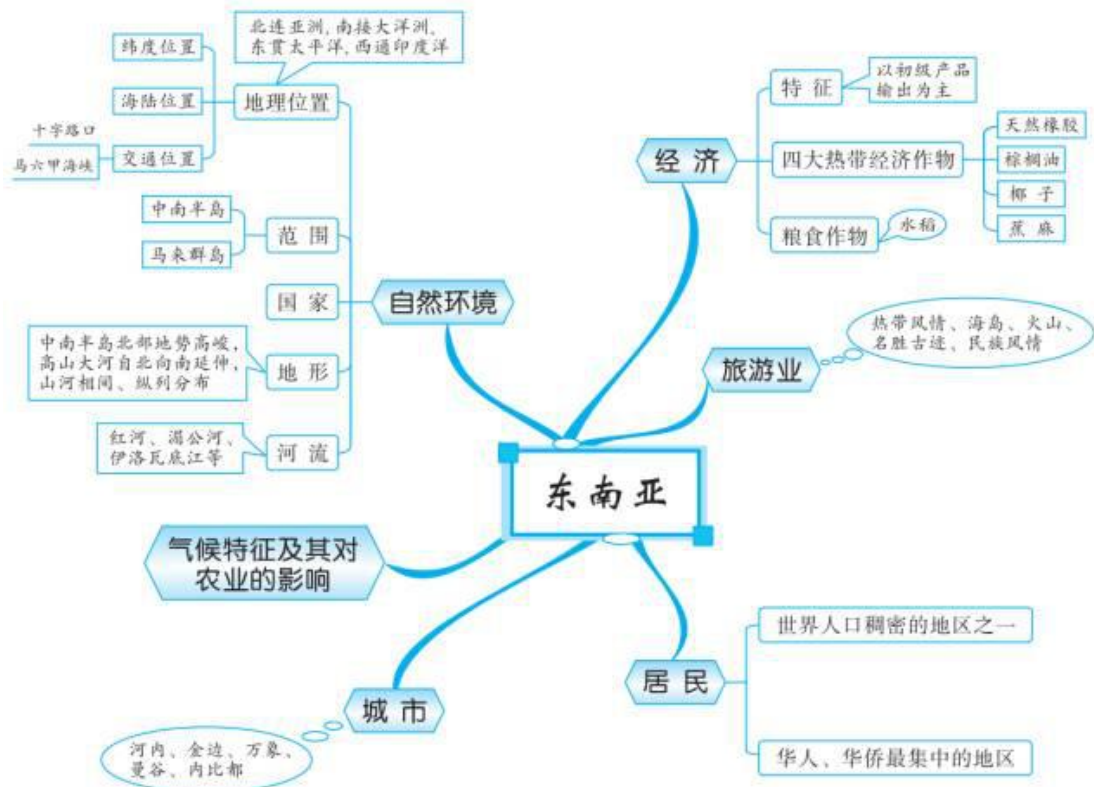 东南亚
自然环境
地理位置
北连亚洲,南接大洋洲、
东贯太平洋,西通印度洋
纬度位置
海陆位置
交通位置
十字路口
马六甲海峡
范围
中南半岛
马来群岛
国家
地形
中南半岛北部地势高峻,
高山大河自北向南延伸,
山河相间、纵列分布
河流
红河、湄公河、
伊洛瓦底江等
气候特征及其对
农业的影响
城市
河内、金边、万象、
曼谷、内比都
经济
特征
以初级产品
输出为主
四大热带经济作物
天然橡胶
棕榈油
椰子
蕉麻
粮食作物
水稻
旅游业
热带风情、海岛、火山、
名胜古迹、民族风情
居民
世界人口稠密的地区之一
华人、华侨最集中的地区